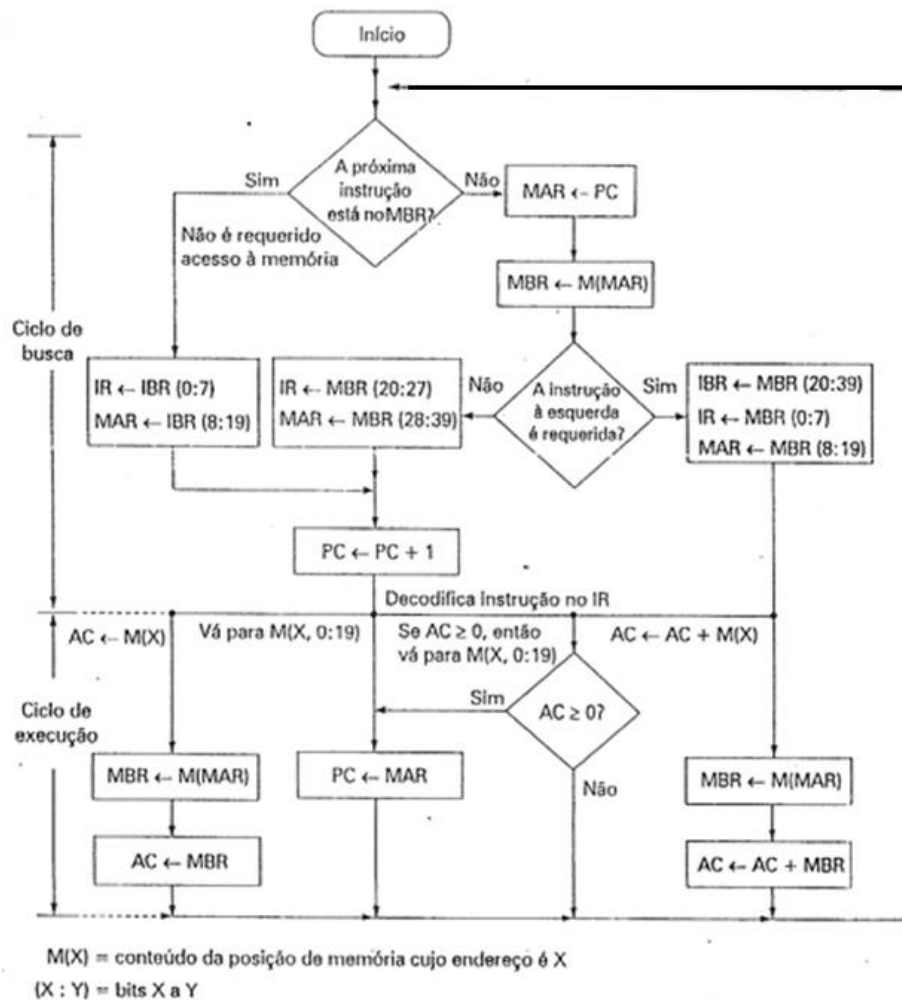 Início
A próxima
instrução
está no MBR?
Sim
Não
MAR ← PC
Não é requerido
acesso à memória
MBR ← M(MAR)
Ciclo de
busca
IR ← IBR (0:7)
MAR ← IBR (8:19)
IR ← MBR (20:27)
MAR ← MBR (28:39)
Não
A instrução
à esquerda
é requerida?
Sim
IBR ← MBR (20:39)
IR ← MBR (0:7)
MAR ← MBR (8:19)
PC ← PC + 1
Decodifica instrução no IR
AC ← M(X)
Vá para M(X, 0:19)
Se AC ≥ 0, então
vá para M(X, 0:19)
AC ← AC + M(X)
Sim
AC ≥ 0?
Ciclo de
execução
MBR ← M(MAR)
PC ← MAR
Não
MBR ← M(MAR)
AC ← MBR
AC ← AC + MBR
M(X) = conteúdo da posição de memória cujo endereço é X
(X : Y) = bits X a Y